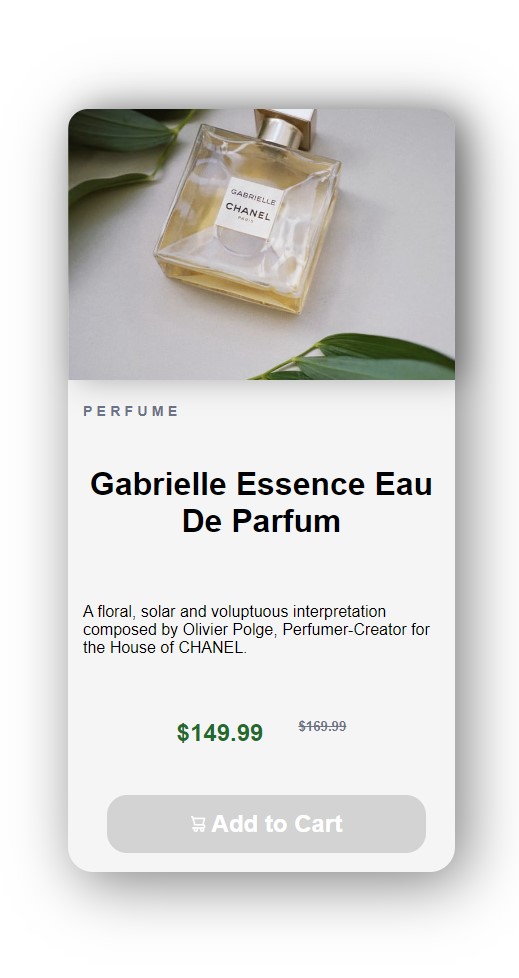 GABRIELLE
CHANEL
PARIS
PERFUME
Gabrielle Essence Eau
De Parfum
A floral, solar and voluptuous interpretation
composed by Olivier Polge, Perfumer-Creator for
the House of CHANEL.
$149.99 $169.99
Add to Cart